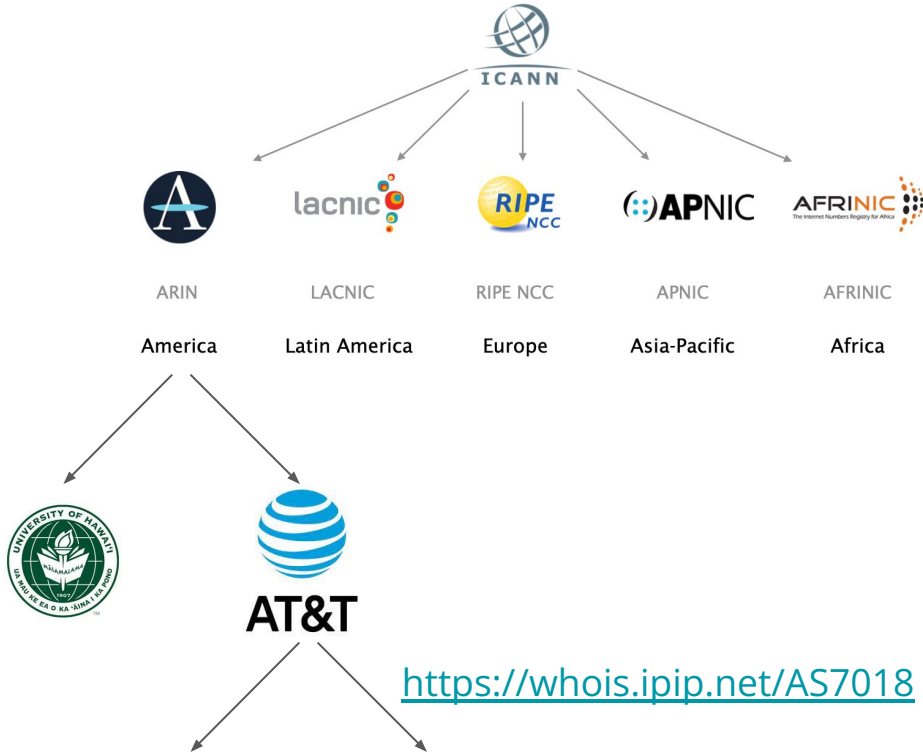 ICANN
A
lacnic
RIPE
NCC
APNIC
AFRINIC
The Internet Numbers Registry for Africa
ARIN
LACNIC
RIPE NCC
APNIC
AFRINIC
America
Latin America
Europe
Asia-Pacific
Africa
UNIVERSITY OF HAWAI‘I
MĀLAMALAMA
1907
UA MAU KE EA O KA ‘ĀINA I KA PONO
TM
AT&T
https://whois.ipip.net/AS7018